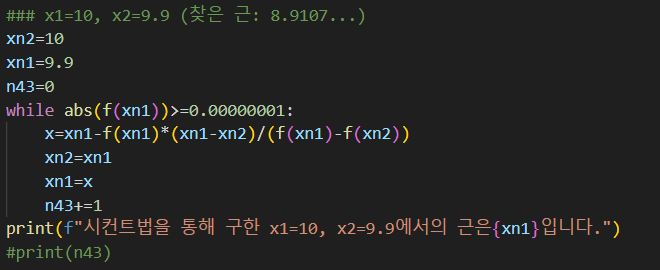 ### x1=10, x2=9.9 (찾은 근: 8.9107...)
xn2=10
xn1=9.9
n43=0
while abs(f(xn1))>=0.00000001:
    x=xn1-f(xn1)*(xn1-xn2)/(f(xn1)-f(xn2))
    xn2=xn1
    xn1=x
    n43+=1
print(f"시컨트법을 통해 구한 x1=10, x2=9.9에서의 근은{xn1}입니다.")
#print(n43)